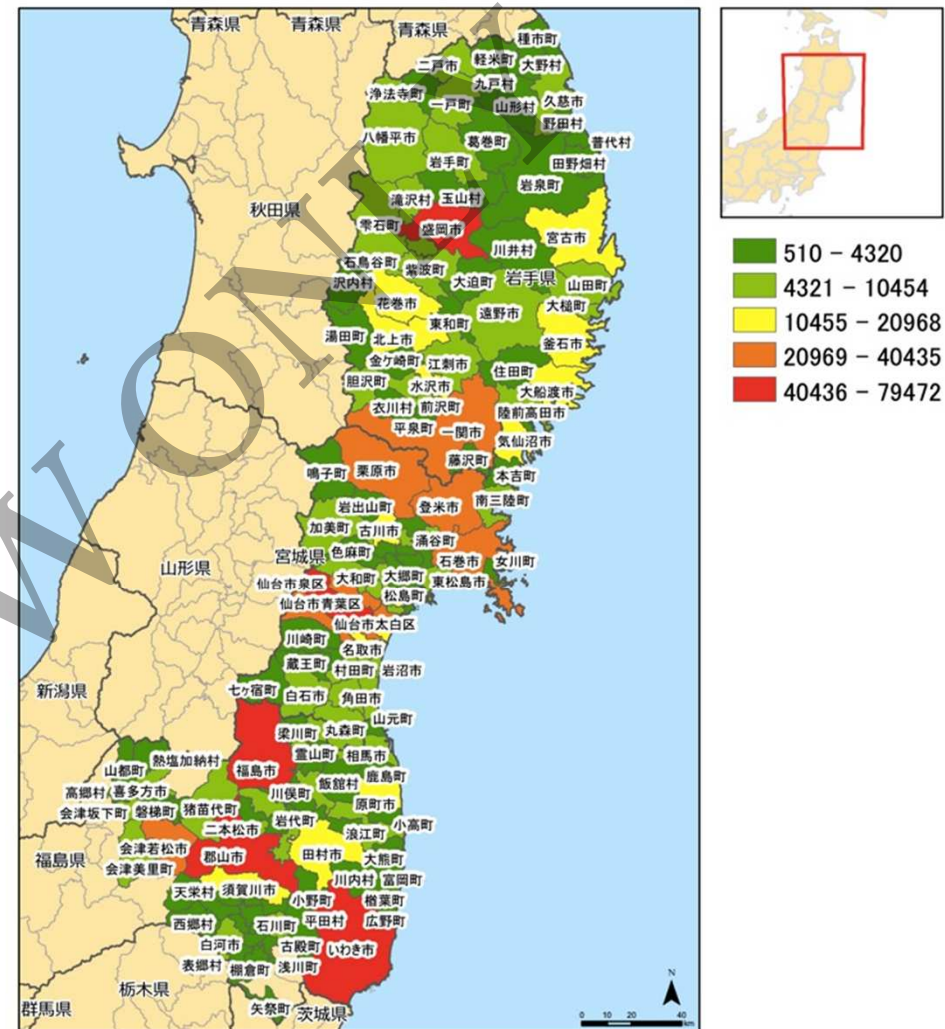 青森県 青森県 青森県
種市町
二戸市 軽米町 大野村
九戸村
浄法寺町 一戸町 山形村 久慈市
野田村
八幡平市 葛巻町 普代村
岩手町 田野畑村
岩泉町
滝沢村 玉山村
秋田県
雫石町 盛岡市 宮古市
川井村
石鳥谷町 紫波町
沢内村 大迫町 岩手県 山田町
花巻市 大槌町
東和町 遠野市
湯田町 北上市 釜石市
金ケ崎町 江刺市 住田町
胆沢町 水沢市 大船渡市
衣川村 前沢町 陸前高田市
平泉町 一関市 気仙沼市
藤沢町
鳴子町 栗原市 本吉町
岩出山町 登米市 南三陸町
加美町 古川市
宮城県 色麻町 涌谷町
山形県 石巻市 女川町
仙台市泉区 大和町 大郷町 東松島市
仙台市青葉区 松島町
仙台市太白区
川崎町 名取市
蔵王町 村田町 岩沼市
新潟県 七ヶ宿町 白石市 角田市
山元町
梁川町 丸森町
霊山町 相馬市
山都町 熱塩加納村 福島市 鹿島町
飯舘村
高郷村 喜多方市 川俣町 原町市
会津坂下町 磐梯町 猪苗代町
二本松市 岩代町 浪江町 小高町
会津若松市
福島県 郡山市 田村市 大熊町
会津美里町
川内村 富岡町
天栄村 須賀川市 小野町 楢葉町
西郷村 石川町 平田村 広野町
白河市 古殿町 いわき市
表郷村 棚倉町 浅川町
栃木県
群馬県 矢祭町 茨城県
510 - 4320
4321 - 10454
10455 - 20968
20969 - 40435
40436 - 79472
N
0 10 20 40
km
WONLY